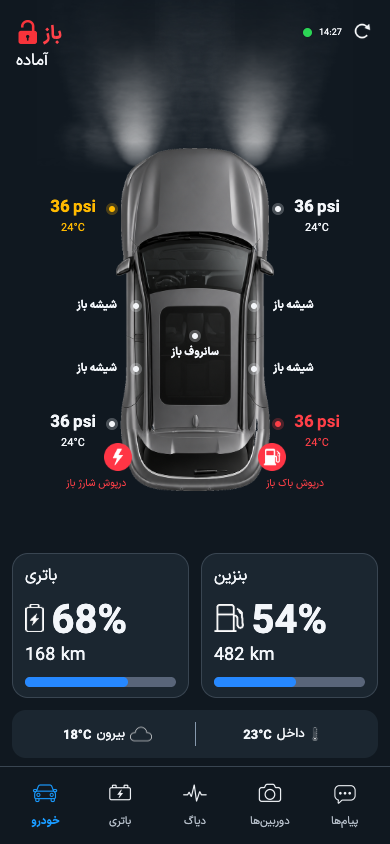 باز
آماده
14:27
36 psi
24°C
36 psi
24°C
شیشه باز
شیشه باز
سانروف باز
شیشه باز
شیشه باز
36 psi
24°C
36 psi
24°C
درپوش شارژ باز
درپوش باک باز
باتری
68%
168 km
بنزین
54%
482 km
بیرون 18°C
داخل 23°C
خودرو
باتری
دیاگ
دوربین‌ها
پیام‌ها